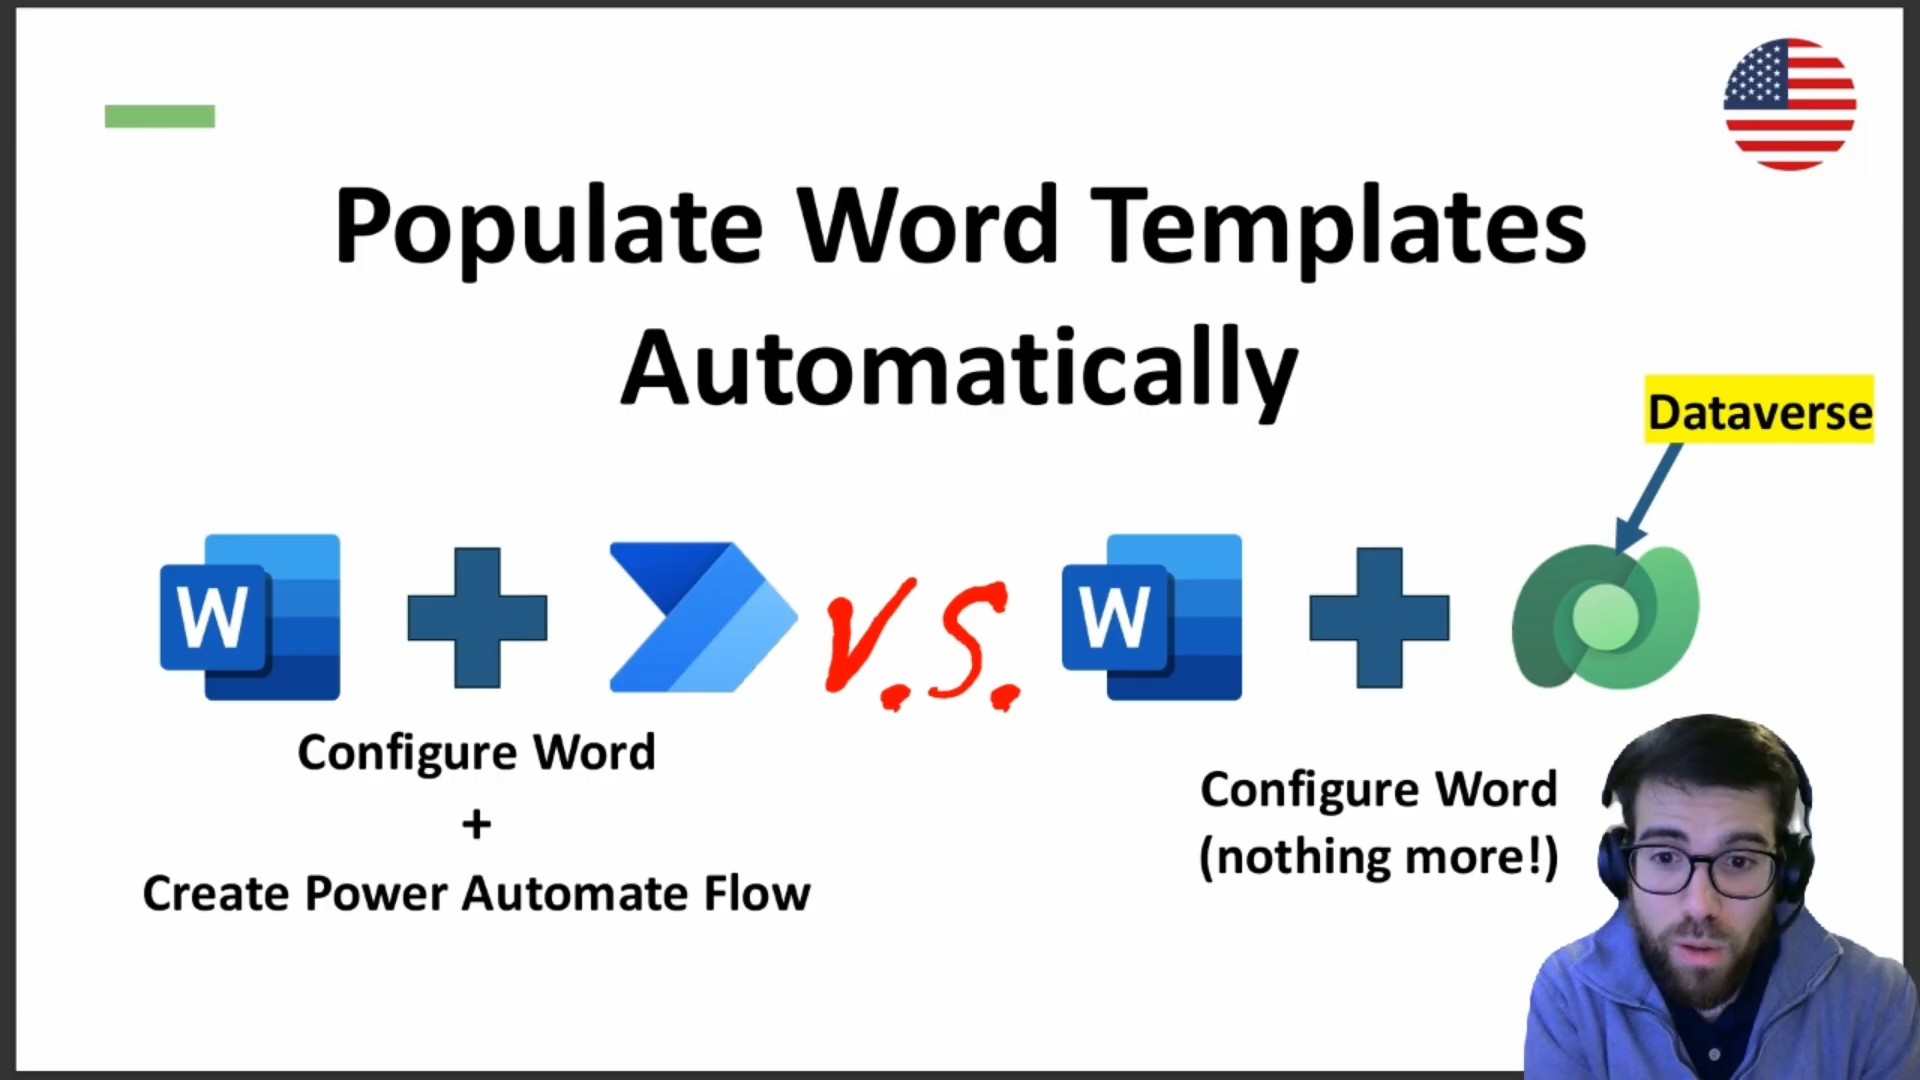 Populate Word Templates
Automatically
Dataverse
W
V.S.
W
Configure Word
+
Create Power Automate Flow
Configure Word
(nothing more!)